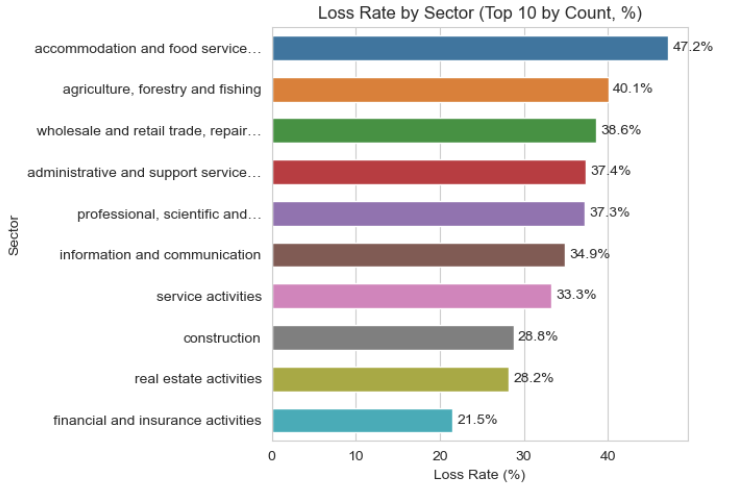 Loss Rate by Sector (Top 10 by Count, %)
accommodation and food service…
47.2%
agriculture, forestry and fishing
40.1%
wholesale and retail trade, repair…
38.6%
administrative and support service…
37.4%
professional, scientific and…
37.3%
information and communication
34.9%
service activities
33.3%
construction
28.8%
real estate activities
28.2%
financial and insurance activities
21.5%
Sector
0 10 20 30 40
Loss Rate (%)